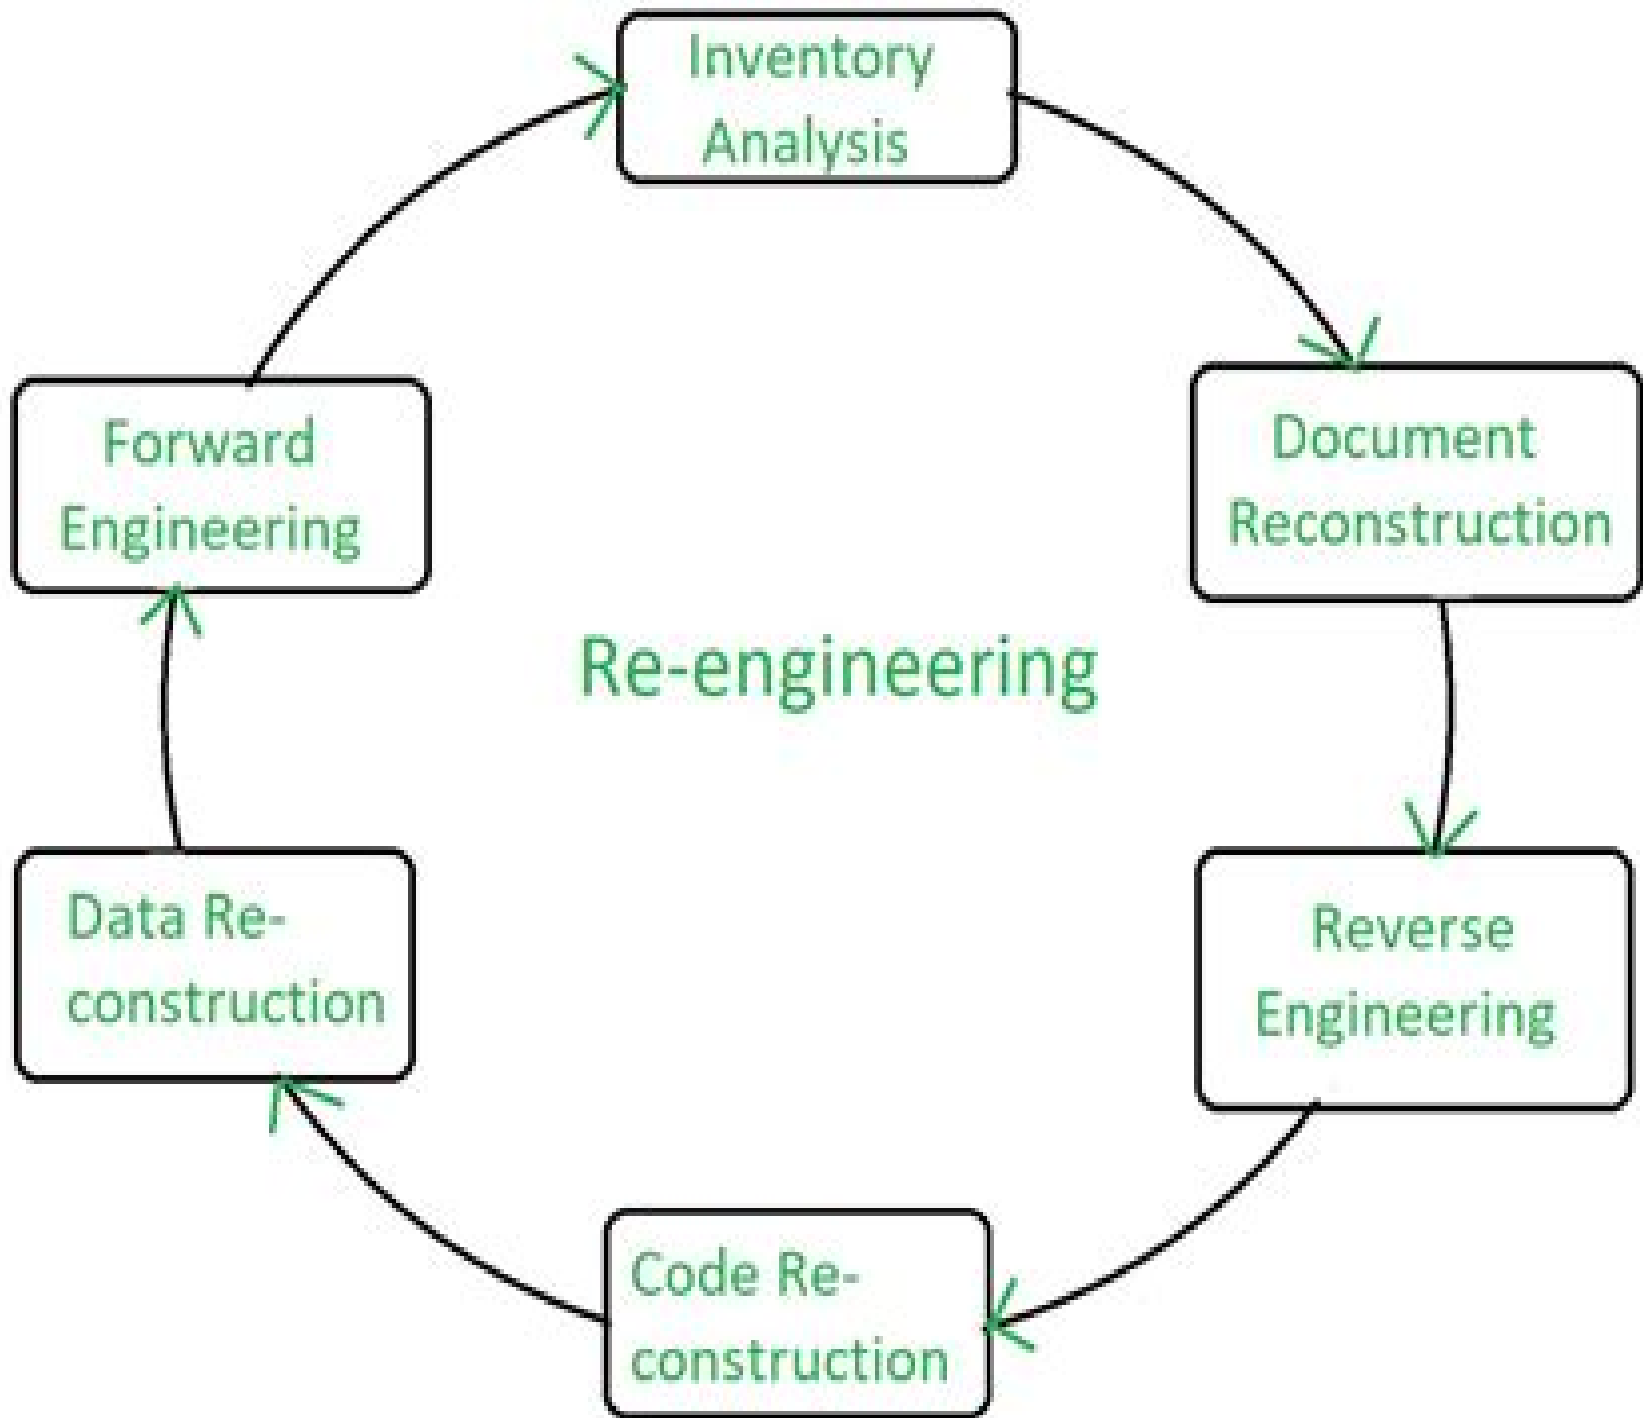 Inventory
Analysis
Document
Reconstruction
Reverse
Engineering
Code Re-
construction
Data Re-
construction
Forward
Engineering
Re-engineering